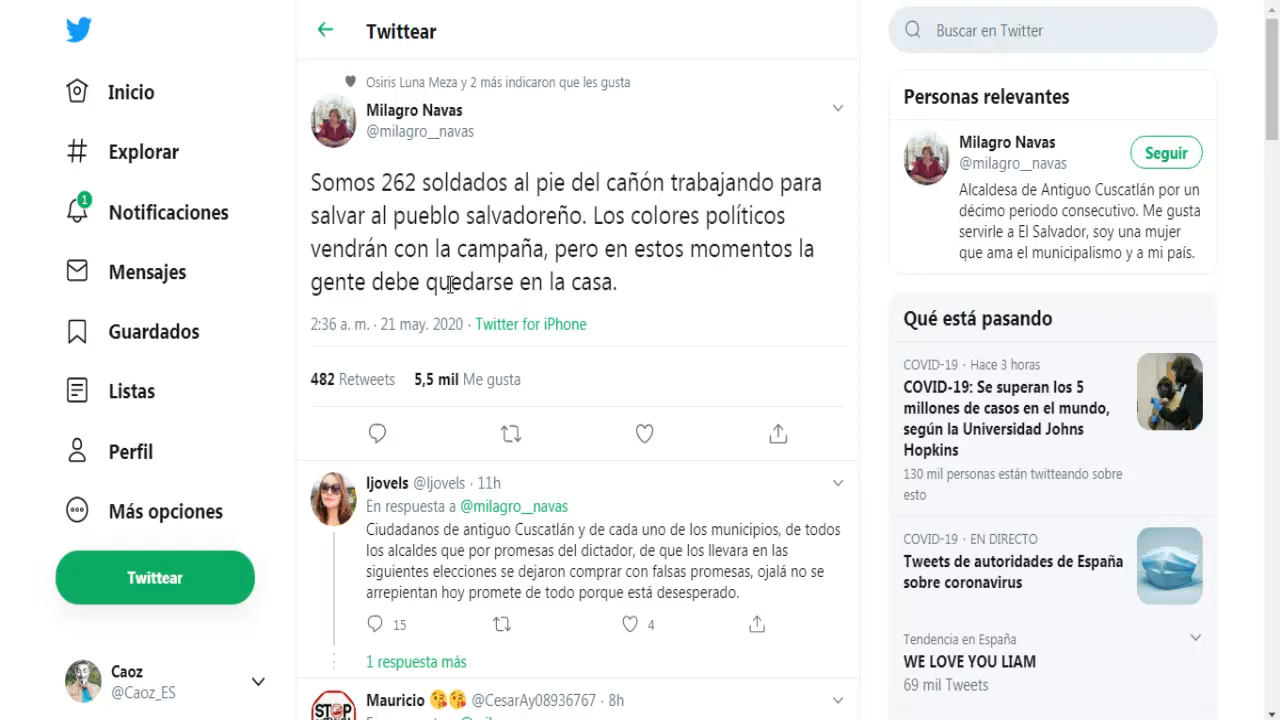 Inicio
Explorar
1
Notificaciones
Mensajes
Guardados
Listas
Perfil
Más opciones
Twittear
Caoz
@Caoz_ES
Twittear
Osiris Luna Meza y 2 más indicaron que les gusta
Milagro Navas
@milagro__navas
Somos 262 soldados al pie del cañón trabajando para
salvar al pueblo salvadoreño. Los colores políticos
vendrán con la campaña, pero en estos momentos la
gente debe quedarse en la casa.
2:36 a. m. · 21 may. 2020 · Twitter for iPhone
482 Retweets 5,5 mil Me gusta
ljovels @ljovels · 11h
En respuesta a @milagro__navas
Ciudadanos de antiguo Cuscatlán y de cada uno de los municipios, de todos
los alcaldes que por promesas del dictador, de que los llevara en las
siguientes elecciones se dejaron comprar con falsas promesas, ojalá no se
arrepientan hoy promete de todo porque está desesperado.
15 4
1 respuesta más
STOP
Mauricio 😘😘 @CesarAy08936767 · 8h
Buscar en Twitter
Personas relevantes
Milagro Navas
@milagro__navas
Seguir
Alcaldesa de Antiguo Cuscatlán por un
décimo periodo consecutivo. Me gusta
servirle a El Salvador, soy una mujer
que ama el municipalismo y a mi país.
Qué está pasando
COVID-19 · Hace 3 horas
COVID-19: Se superan los 5
millones de casos en el mundo,
según la Universidad Johns
Hopkins
130 mil personas están twitteando sobre
esto
COVID-19 · EN DIRECTO
Tweets de autoridades de España
sobre coronavirus
Tendencia en España
WE LOVE YOU LIAM
69 mil Tweets